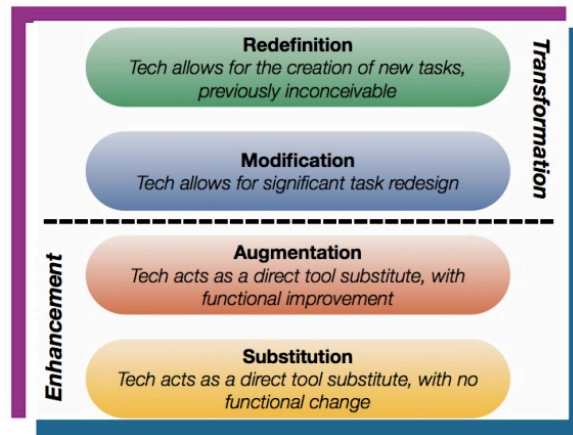 Redefinition
Tech allows for the creation of new tasks,
previously inconceivable
Modification
Tech allows for significant task redesign
Transformation
Augmentation
Tech acts as a direct tool substitute, with
functional improvement
Substitution
Tech acts as a direct tool substitute, with no
functional change
Enhancement